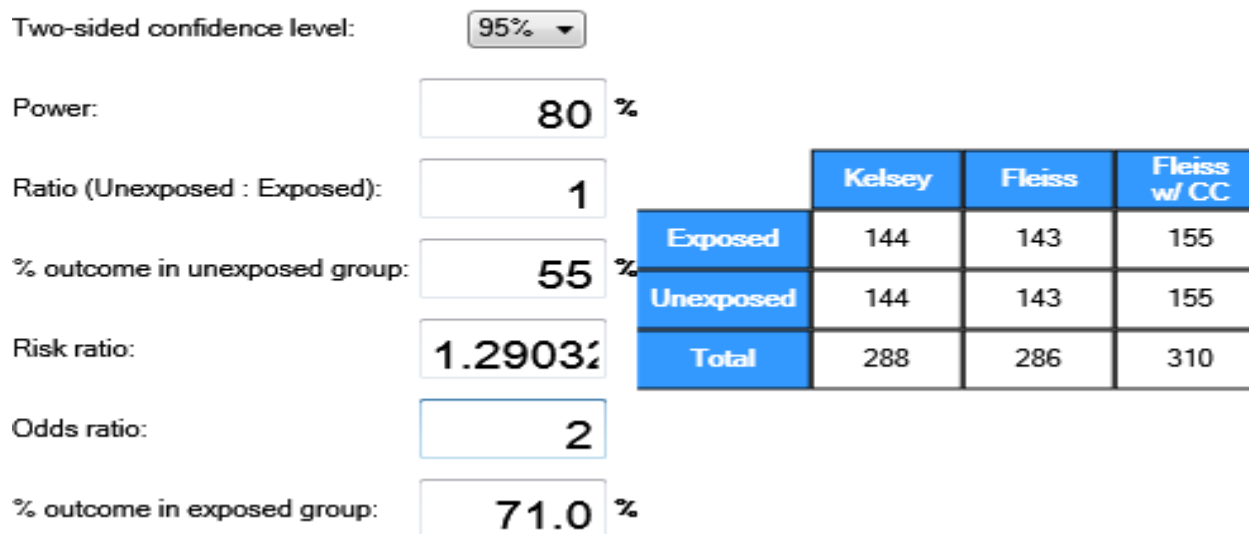 Two-sided confidence level: 95%
Power: 80 %
Ratio (Unexposed : Exposed): 1
% outcome in unexposed group: 55 %
Risk ratio: 1.29032
Odds ratio: 2
% outcome in exposed group: 71.0 %
Kelsey Fleiss Fleiss w/ CC
Exposed 144 143 155
Unexposed 144 143 155
Total 288 286 310